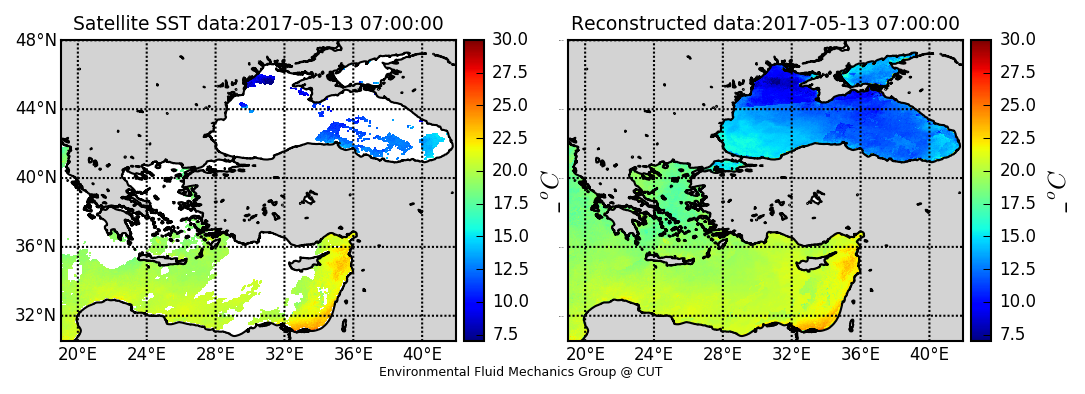 Satellite SST data:2017-05-13 07:00:00
Reconstructed data:2017-05-13 07:00:00
48°N
44°N
40°N
36°N
32°N
20°E 24°E 28°E 32°E 36°E 40°E
30.0
27.5
25.0
22.5
20.0
17.5
15.0
12.5
10.0
7.5
_°C
20°E 24°E 28°E 32°E 36°E 40°E
30.0
27.5
25.0
22.5
20.0
17.5
15.0
12.5
10.0
7.5
_°C
Environmental Fluid Mechanics Group @ CUT